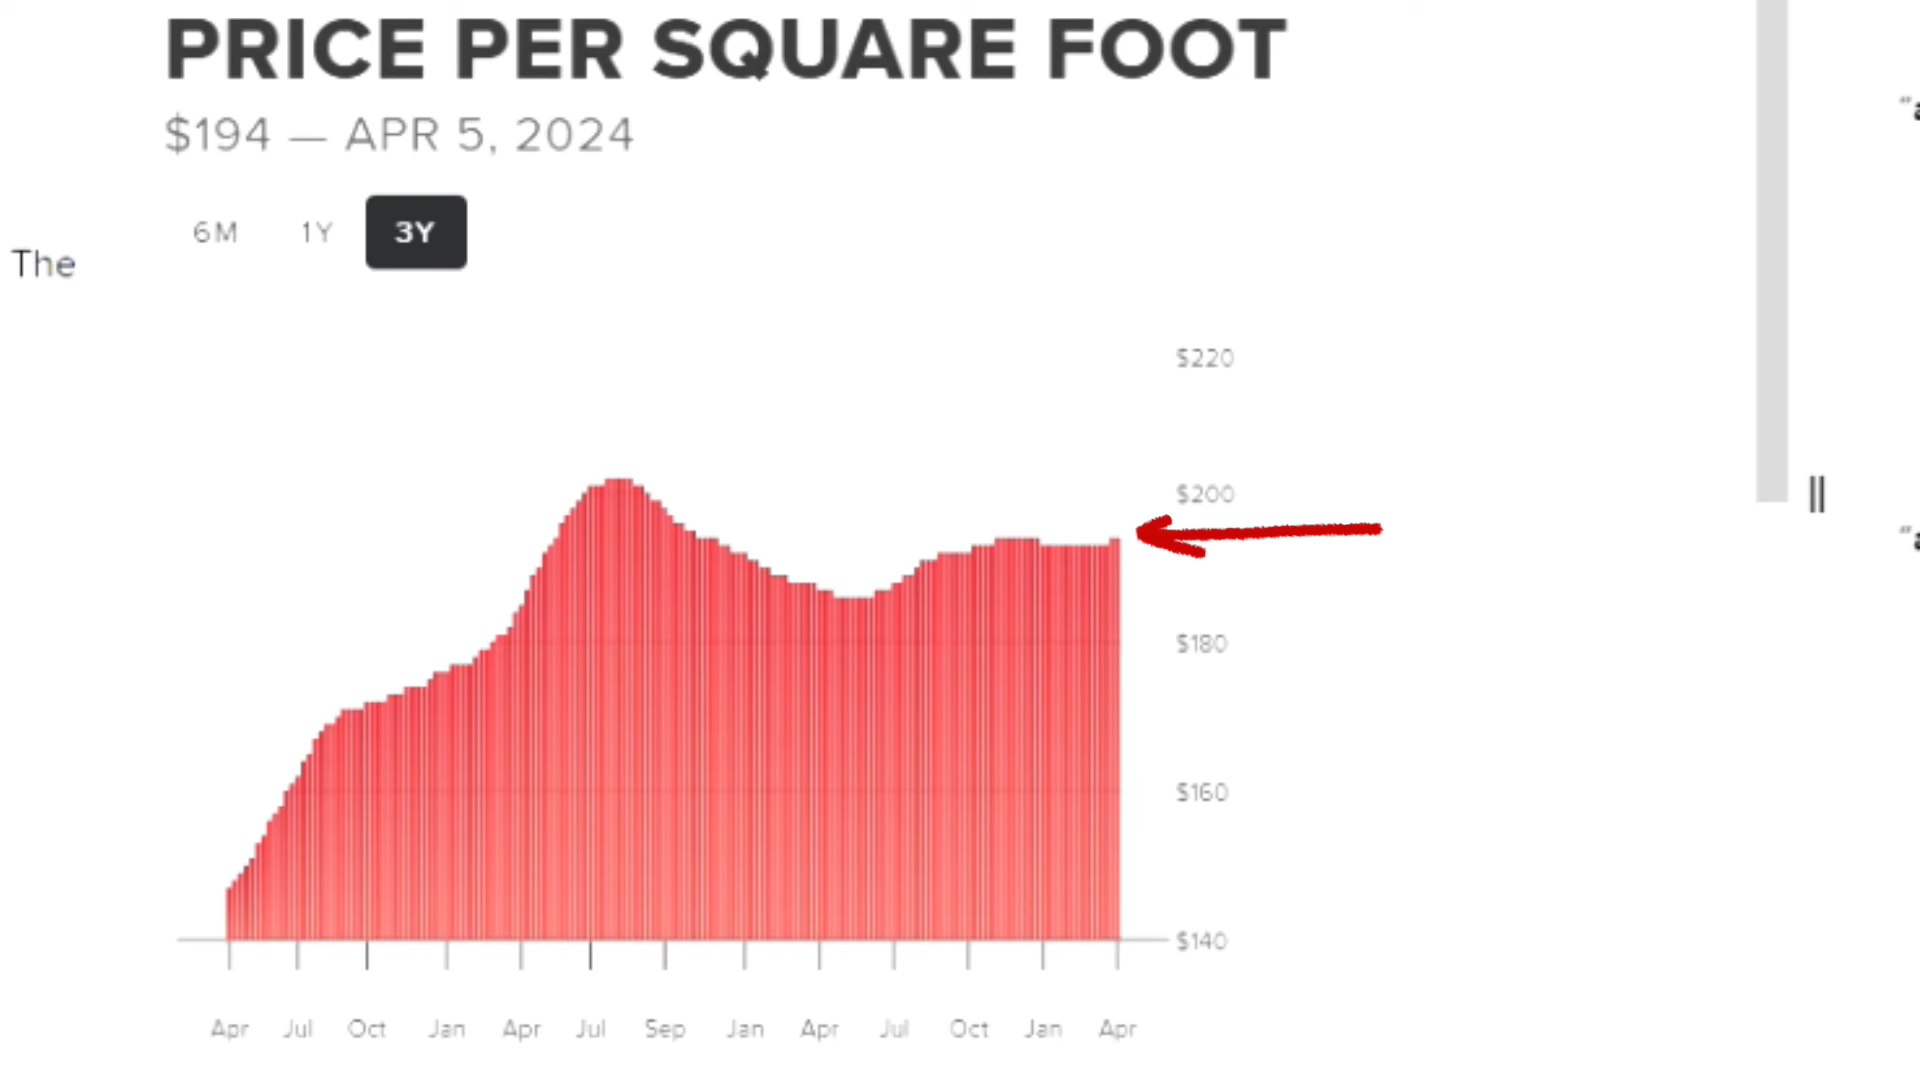 PRICE PER SQUARE FOOT
$194 — APR 5, 2024
6M 1Y 3Y
The
$220
$200
$180
$160
$140
Apr Jul Oct Jan Apr Jul Sep Jan Apr Jul Oct Jan Apr
"a
"a